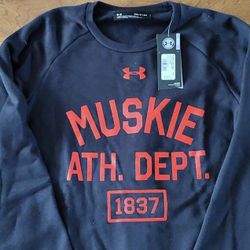 MUSKIE
ATH. DEPT.
1837